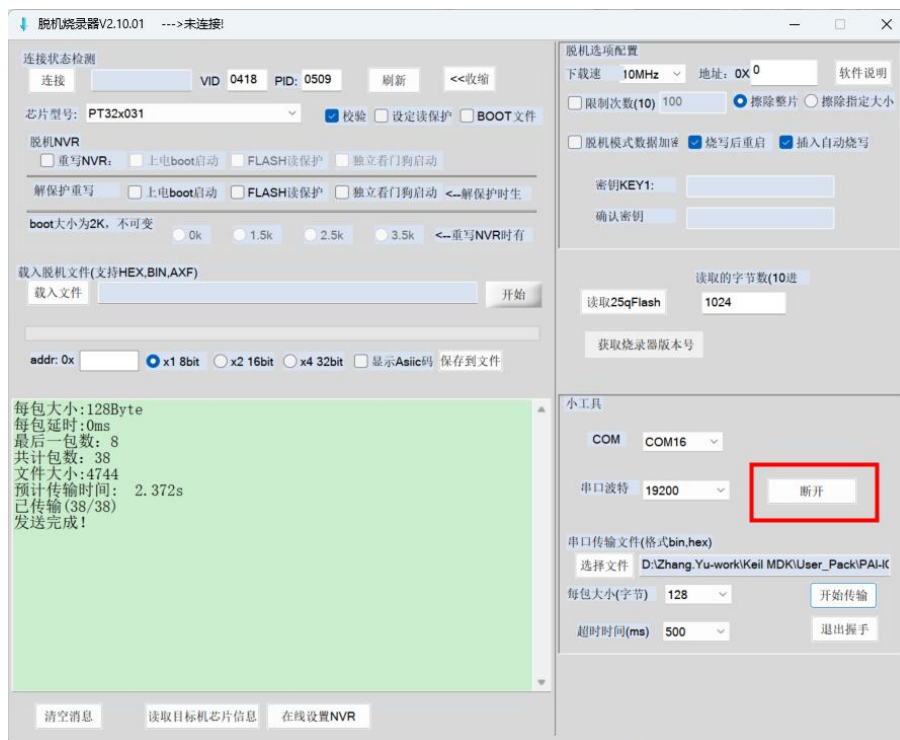 脱机烧录器V2.10.01 --->未连接!
连接状态检测
连接 VID 0418 PID: 0509 刷新 <<收缩
芯片型号: PT32x031 校验 设定读保护 BOOT文件
脱机NVR
重写NVR: 上电boot启动 FLASH读保护 独立看门狗启动
解保护重写 上电boot启动 FLASH读保护 独立看门狗启动 <--解保护时生
boot大小为2K，不可变
0k 1.5k 2.5k 3.5k <--重写NVR时有
载入脱机文件(支持HEX,BIN,AXF)
载入文件 开始
addr: 0x x1 8bit x2 16bit x4 32bit 显示Asiic码 保存到文件
每包大小:128Byte
每包延时:0ms
最后一包数: 8
共计包数: 38
文件大小:4744
预计传输时间: 2.372s
已传输(38/38)
发送完成!
清空消息 读取目标机芯片信息 在线设置NVR
脱机选项配置
下载速 10MHz 地址: 0X 0 软件说明
限制次数(10) 100 擦除整片 擦除指定大小
脱机模式数据加密 烧写后重启 插入自动烧写
密钥KEY1:
确认密钥
读取的字节数(10进
读取25qFlash 1024
获取烧录器版本号
小工具
COM COM16
串口波特 19200 断开
串口传输文件(格式bin,hex)
选择文件 D:\Zhang.Yu-work\Keil MDK\User_Pack\PAI-IC
每包大小(字节) 128 开始传输
超时时间(ms) 500 退出握手